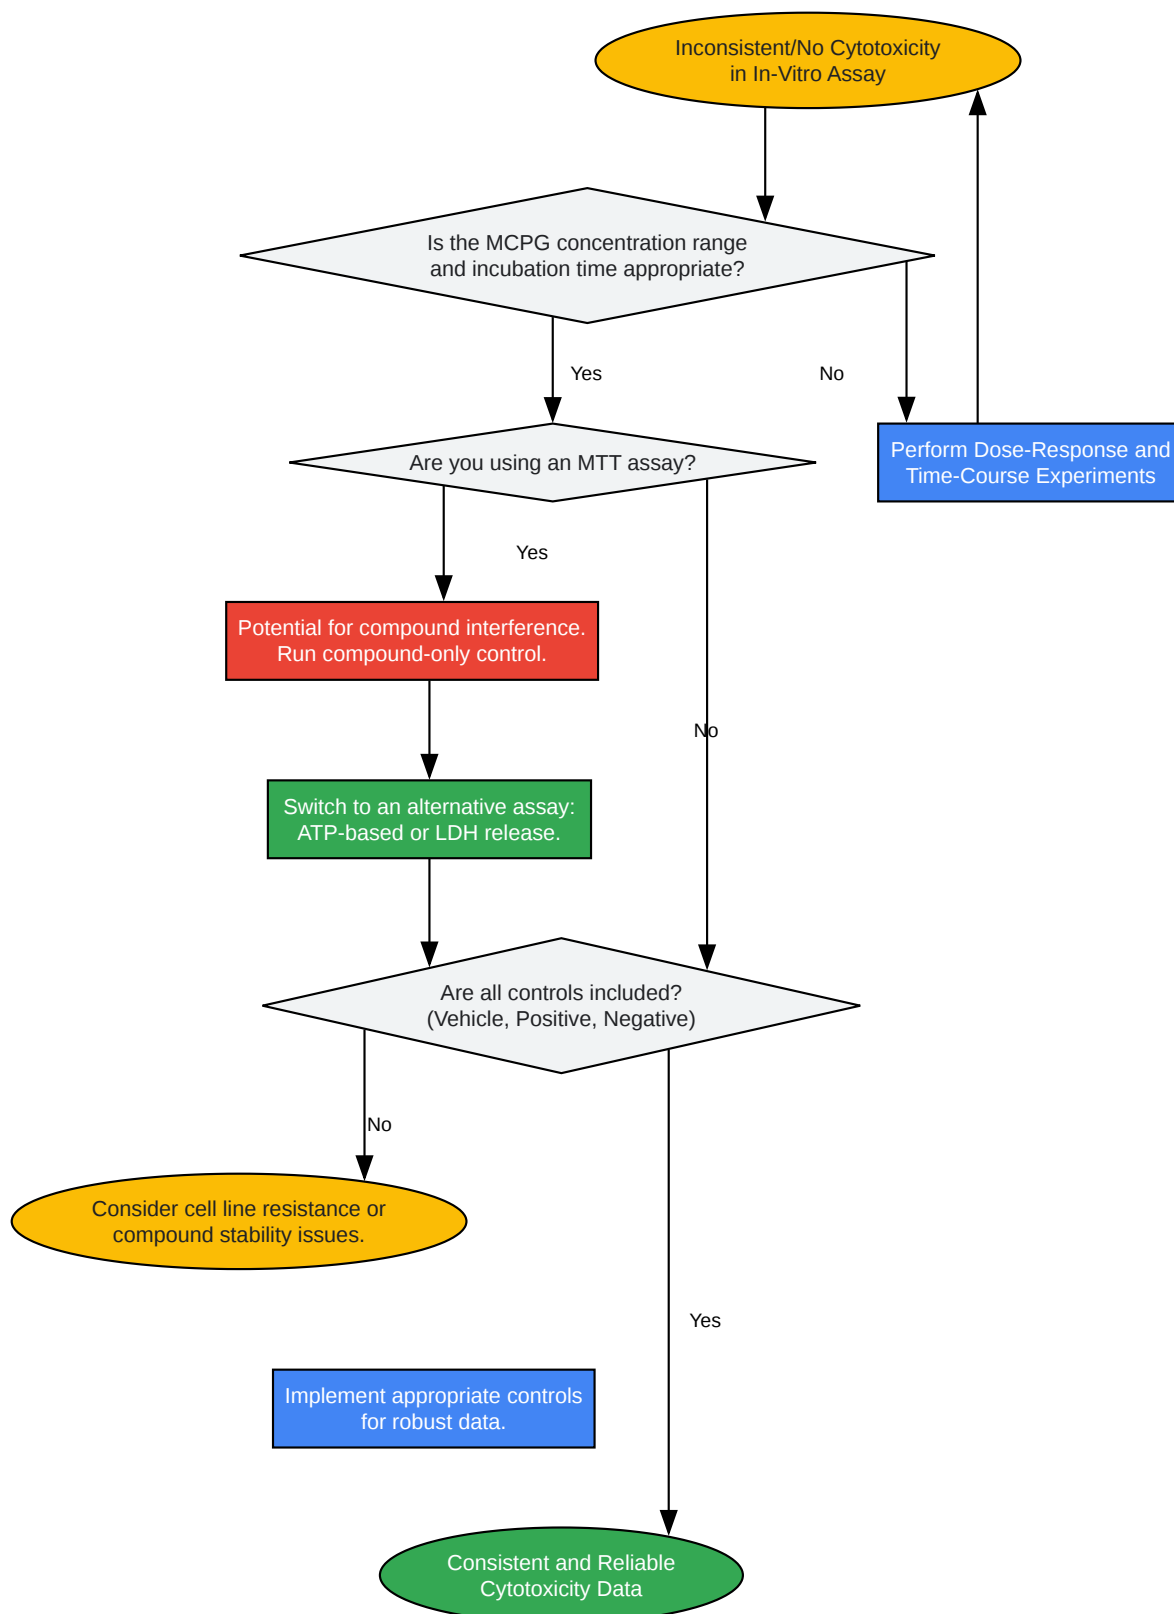 Inconsistent/No Cytotoxicity
in In-Vitro Assay
Is the MCPG concentration range
and incubation time appropriate?
Yes
No
Are you using an MTT assay?
Perform Dose-Response and
Time-Course Experiments
Yes
Potential for compound interference.
Run compound-only control.
No
Switch to an alternative assay:
ATP-based or LDH release.
Are all controls included?
(Vehicle, Positive, Negative)
No
Consider cell line resistance or
compound stability issues.
Yes
Implement appropriate controls
for robust data.
Consistent and Reliable
Cytotoxicity Data